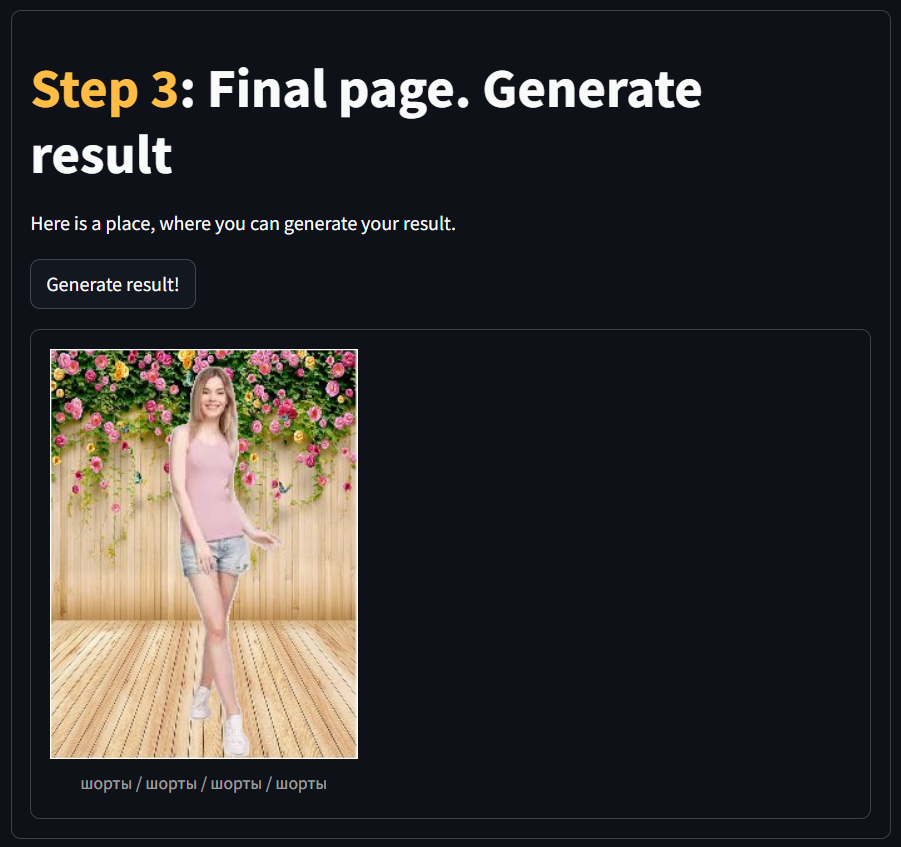 Step 3: Final page. Generate
result
Here is a place, where you can generate your result.
Generate result!
шорты / шорты / шорты / шорты